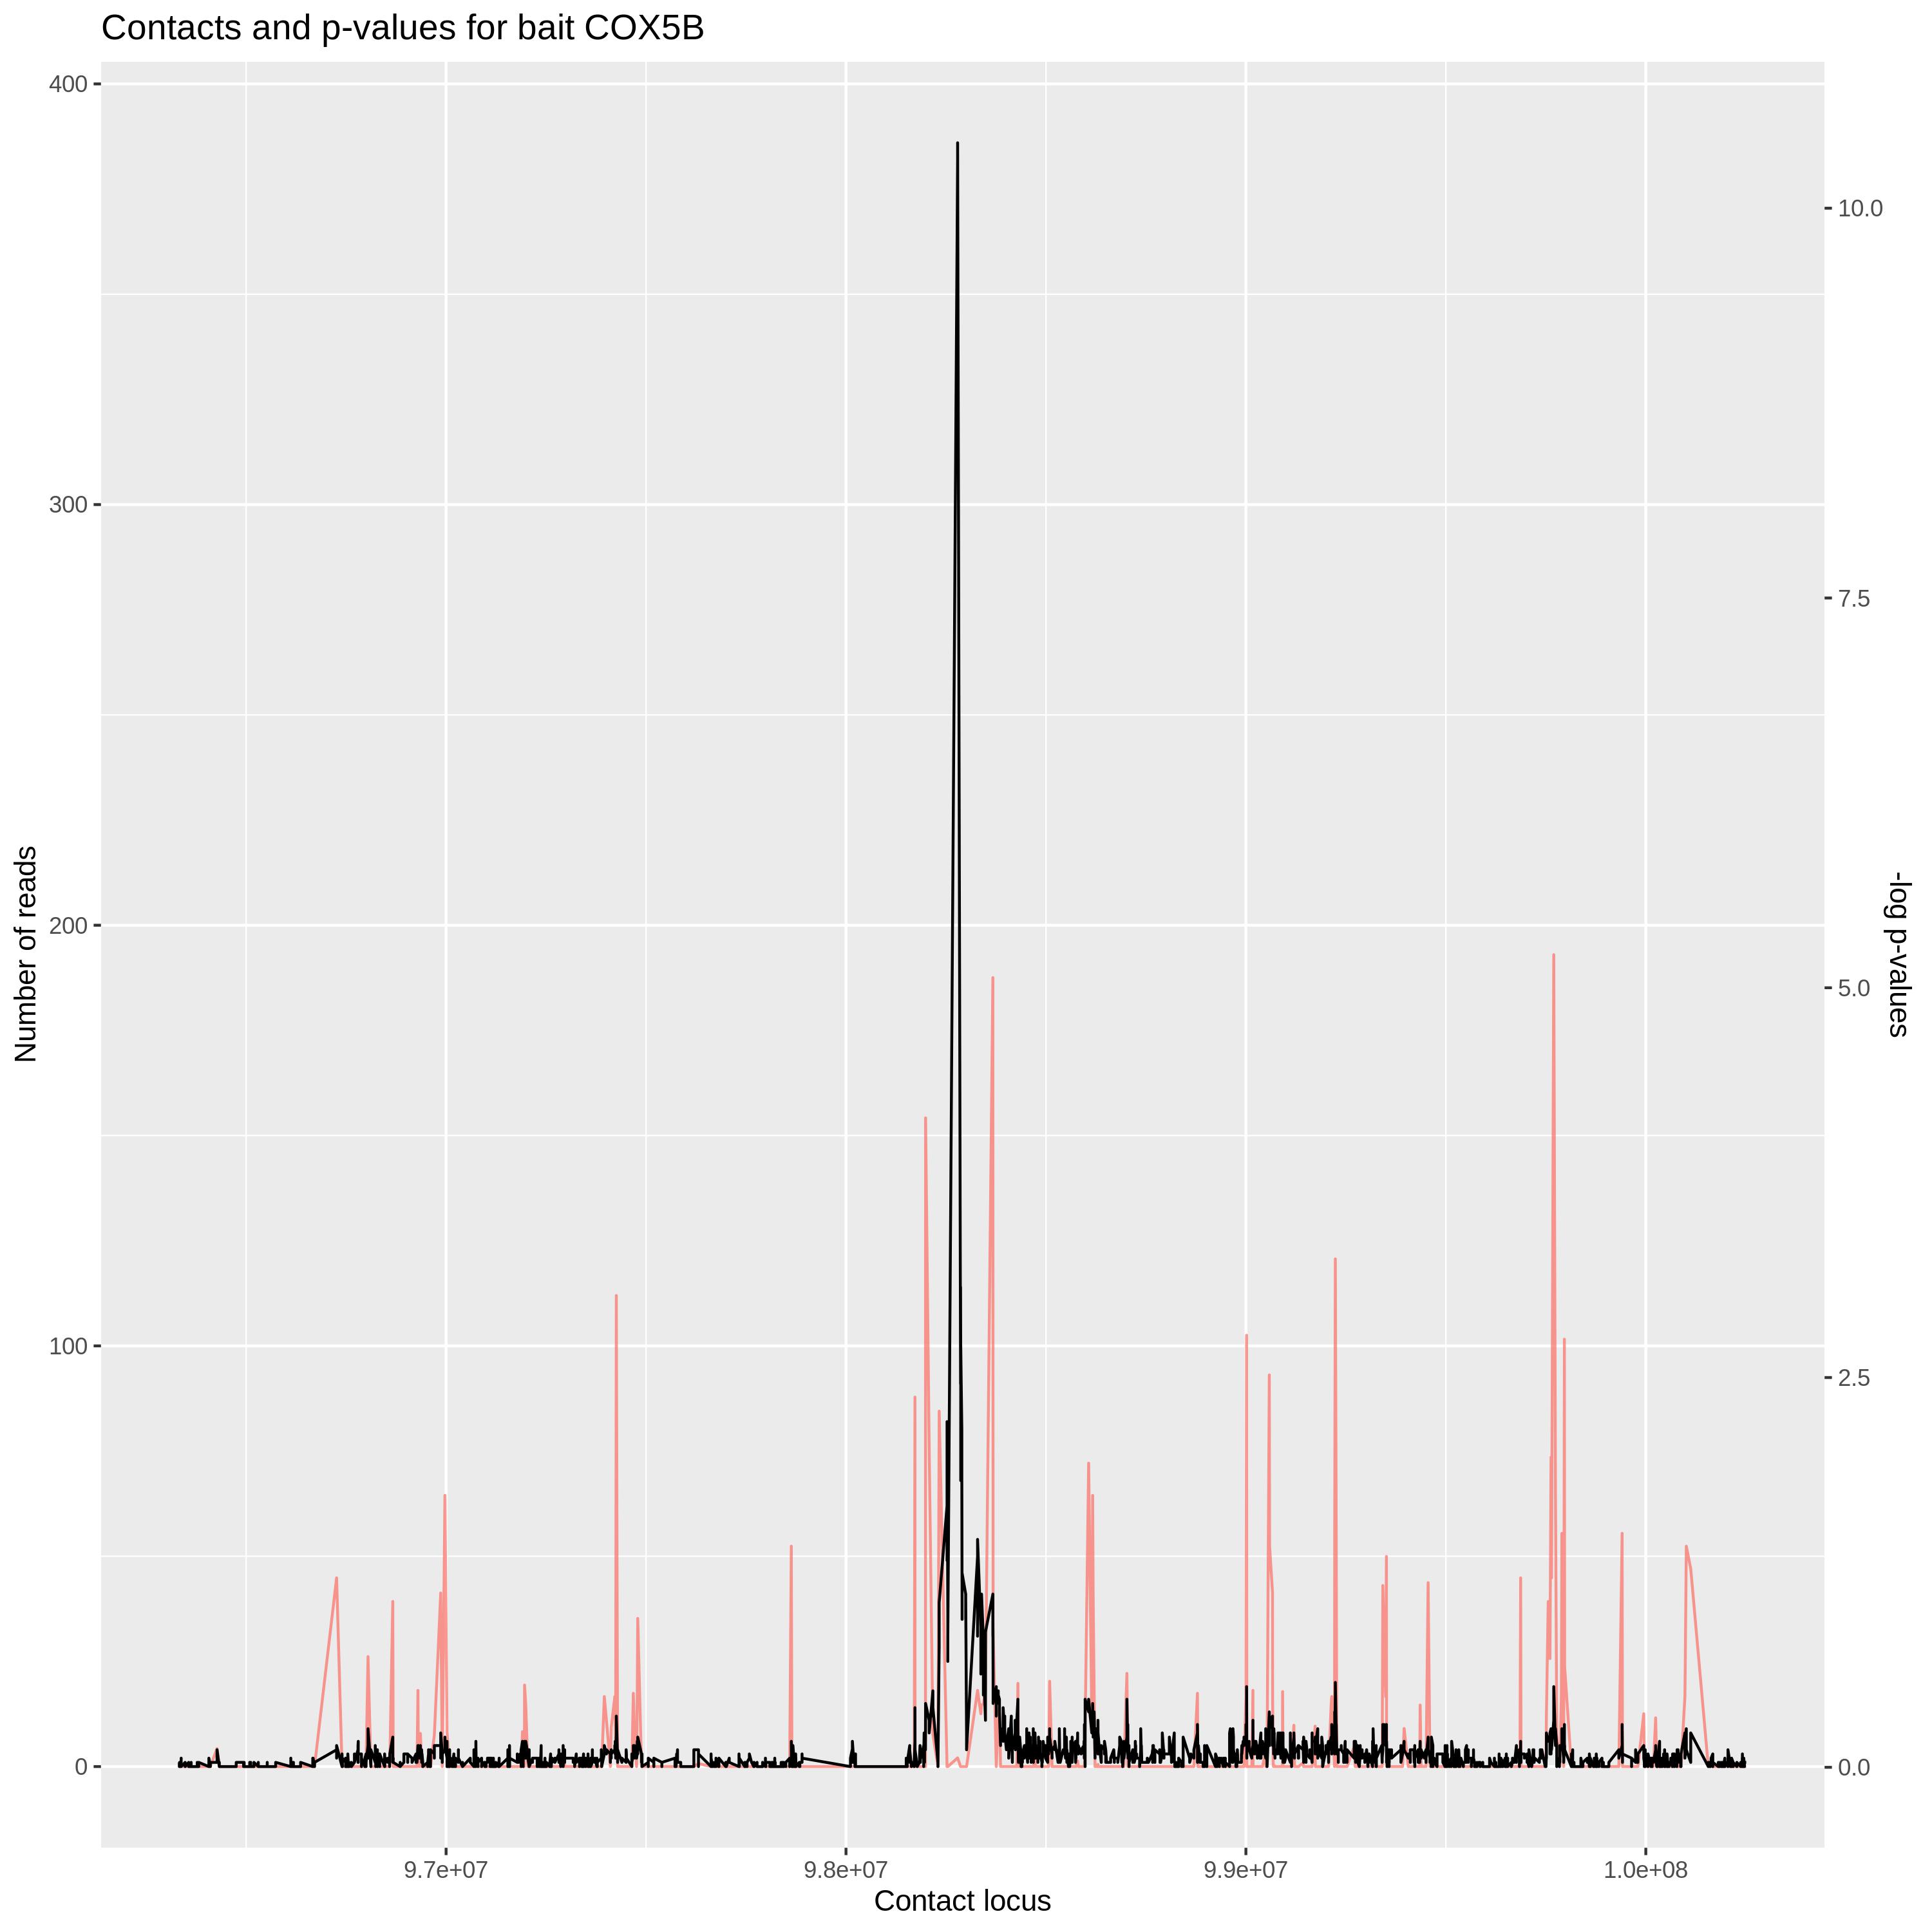 Contacts and p-values for bait COX5B
Number of reads
400
300
200
100
0
10.0
7.5
5.0
2.5
0.0
-log p-values
9.7e+07
9.8e+07
9.9e+07
1.0e+08
Contact locus